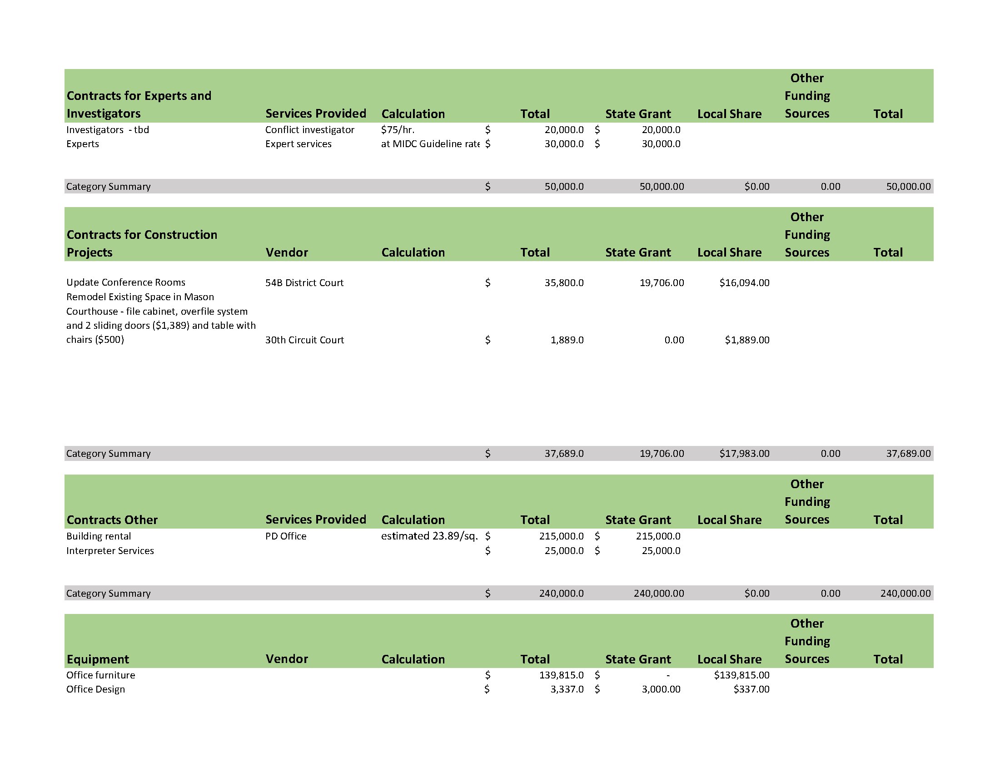 Other
Contracts for Experts and Funding
Investigators Services Provided Calculation Total State Grant Local Share Sources Total
Investigators - tbd Conflict investigator $75/hr. $ 20,000.0 $ 20,000.0
Experts Expert services at MIDC Guideline rate $ 30,000.0 $ 30,000.0
Category Summary $ 50,000.0 50,000.00 $0.00 0.00 50,000.00
Other
Contracts for Construction Funding
Projects Vendor Calculation Total State Grant Local Share Sources Total
Update Conference Rooms 54B District Court $ 35,800.0 19,706.00 $16,094.00
Remodel Existing Space in Mason
Courthouse - file cabinet, overfile system
and 2 sliding doors ($1,389) and table with
chairs ($500) 30th Circuit Court $ 1,889.0 0.00 $1,889.00
Category Summary $ 37,689.0 19,706.00 $17,983.00 0.00 37,689.00
Other
Funding
Contracts Other Services Provided Calculation Total State Grant Local Share Sources Total
Building rental PD Office estimated 23.89/sq. $ 215,000.0 $ 215,000.0
Interpreter Services $ 25,000.0 $ 25,000.0
Category Summary $ 240,000.0 240,000.00 $0.00 0.00 240,000.00
Other
Funding
Equipment Vendor Calculation Total State Grant Local Share Sources Total
Office furniture $ 139,815.0 $ - $139,815.00
Office Design $ 3,337.0 $ 3,000.00 $337.00